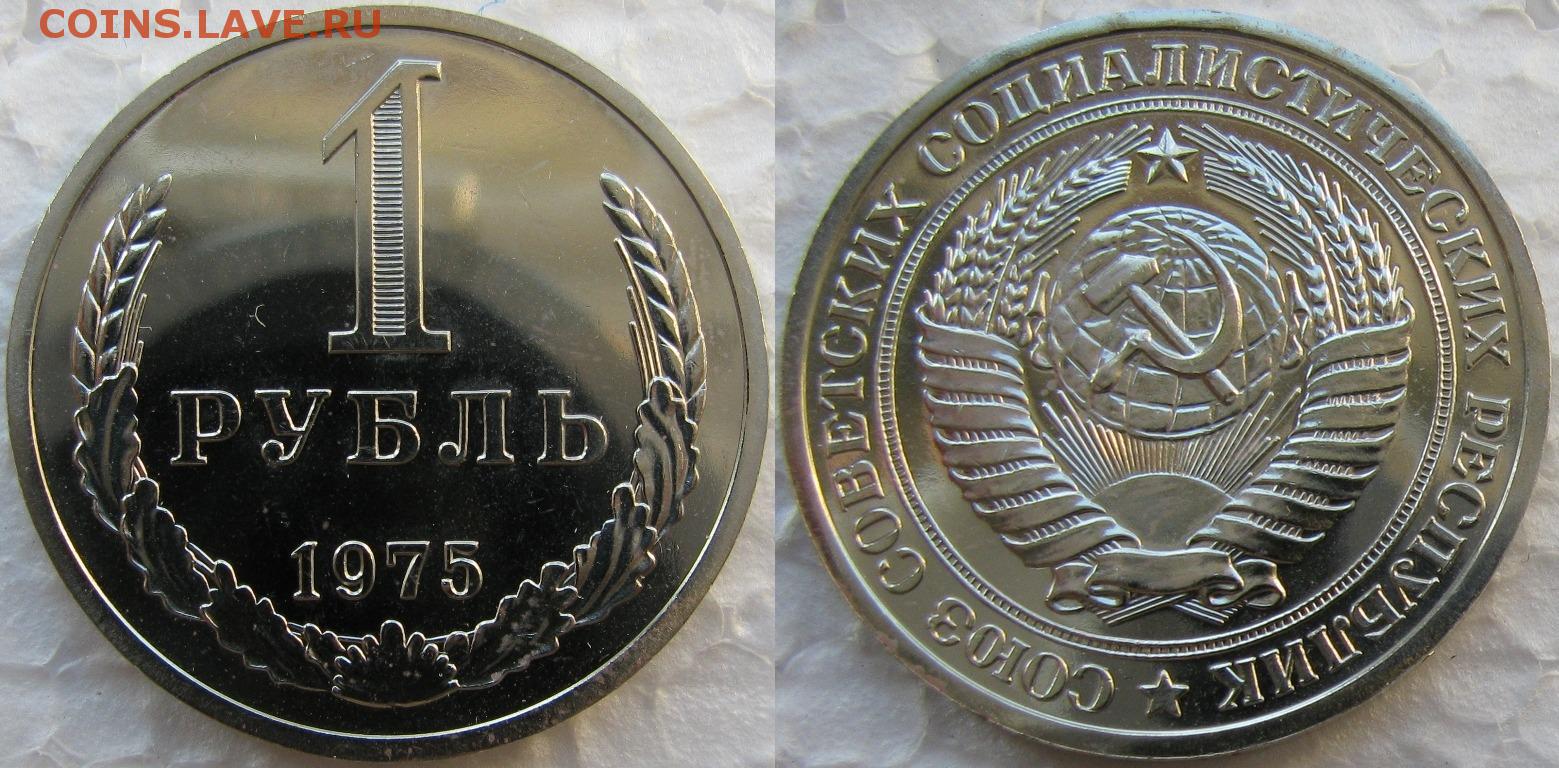 COINS.LAVE.RU
1
РУБЛЬ
1975
СОЮЗ СОВЕТСКИХ СОЦИАЛИСТИЧЕСКИХ РЕСПУБЛИК